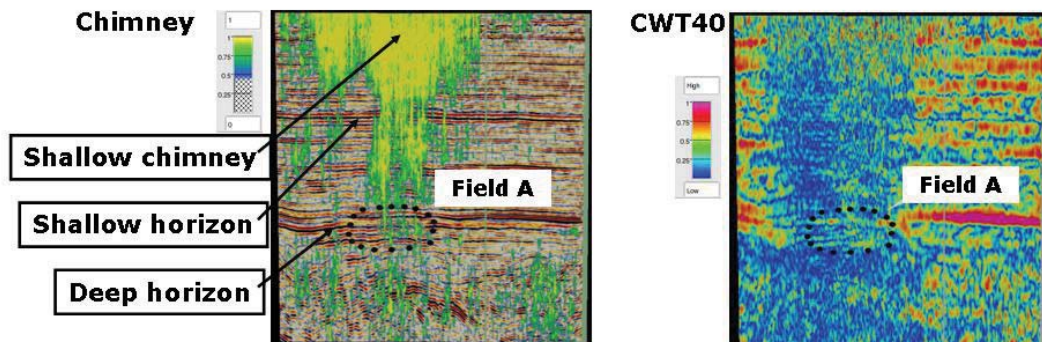 Chimney
1
1
0.75
0.5
0.25
0
Shallow chimney
Shallow horizon
Deep horizon
Field A
CWT40
High
1
0.75
0.5
0.25
Low
Field A